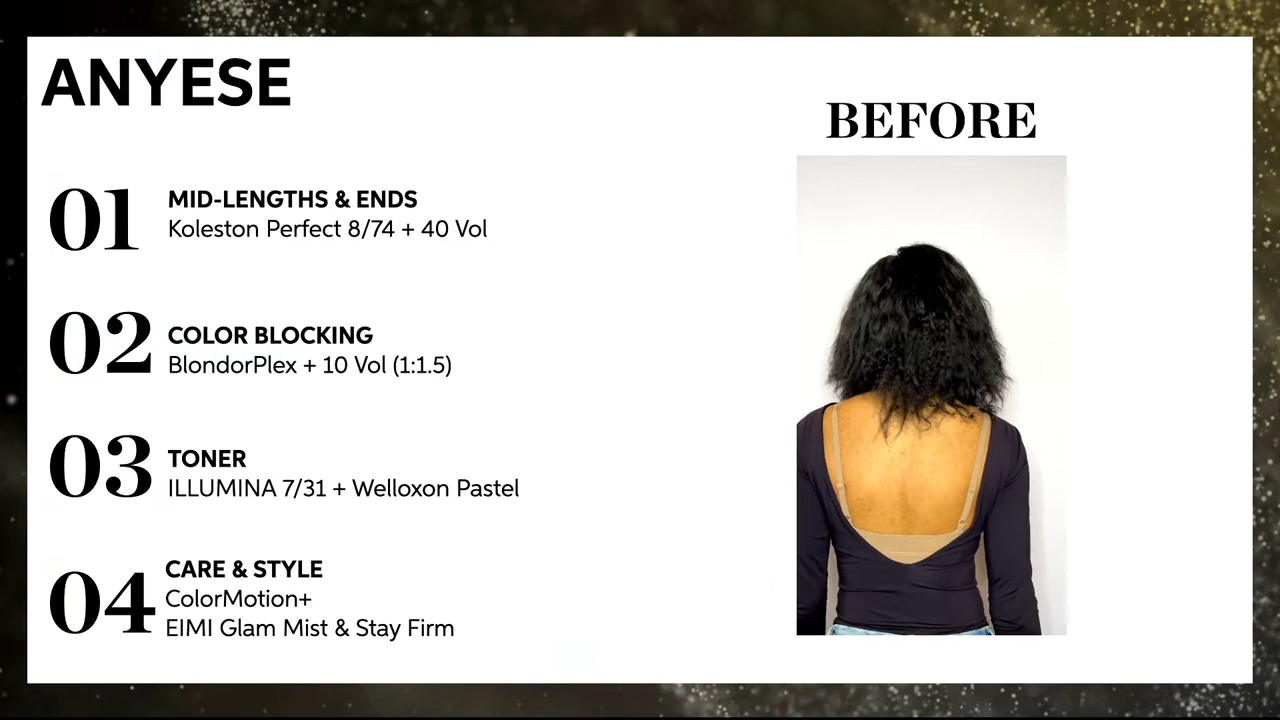 ANYESE
BEFORE
01
MID-LENGTHS & ENDS
Koleston Perfect 8/74 + 40 Vol
02
COLOR BLOCKING
BlondorPlex + 10 Vol (1:1.5)
03
TONER
ILLUMINA 7/31 + Welloxon Pastel
04
CARE & STYLE
ColorMotion+
EIMI Glam Mist & Stay Firm